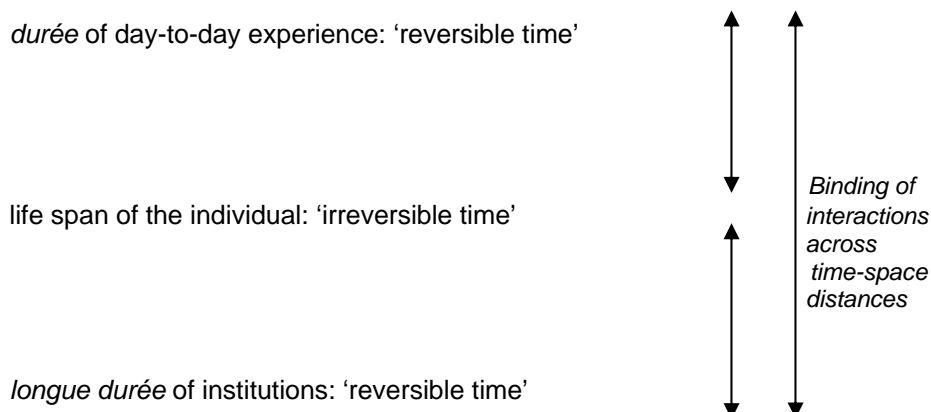 durée of day-to-day experience: ‘reversible time’
life span of the individual: ‘irreversible time’
longue durée of institutions: ‘reversible time’
Binding of
interactions
across
time-space
distances